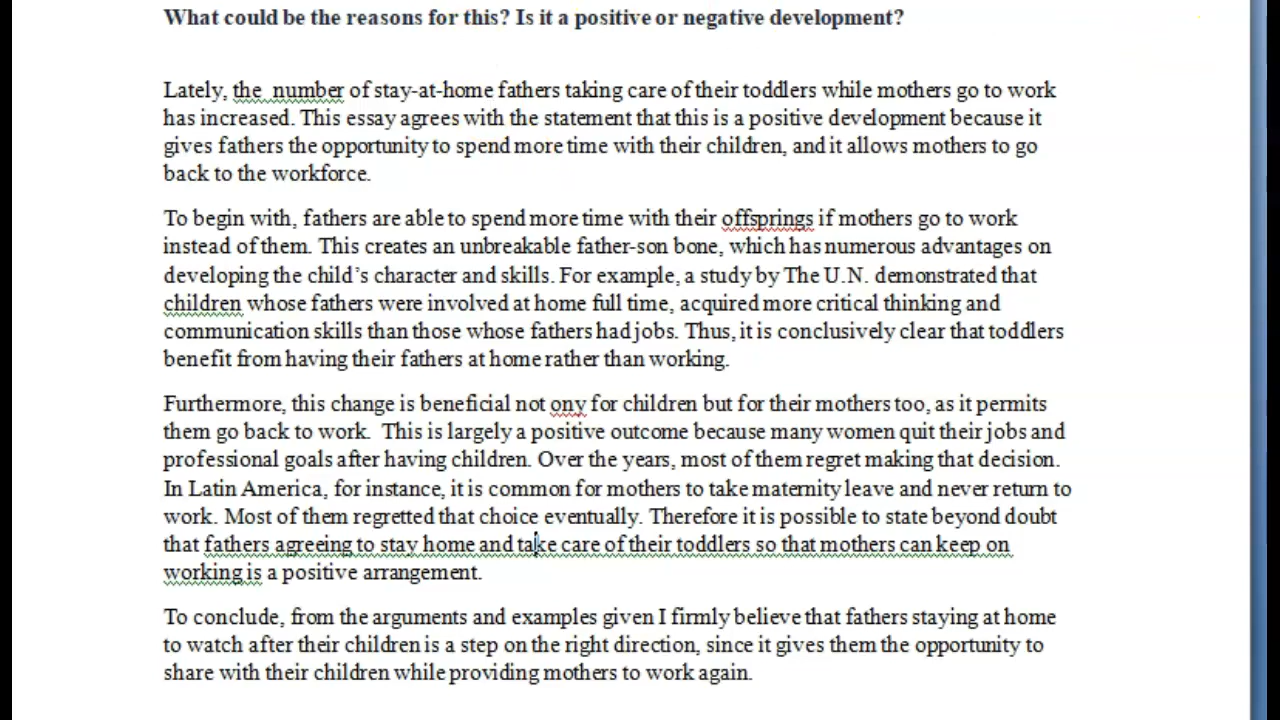 What could be the reasons for this? Is it a positive or negative development?
Lately, the  number of stay-at-home fathers taking care of their toddlers while mothers go to work
has increased. This essay agrees with the statement that this is a positive development because it
gives fathers the opportunity to spend more time with their children, and it allows mothers to go
back to the workforce.
To begin with, fathers are able to spend more time with their offsprings if mothers go to work
instead of them. This creates an unbreakable father-son bone, which has numerous advantages on
developing the child's character and skills. For example, a study by The U.N. demonstrated that
children whose fathers were involved at home full time, acquired more critical thinking and
communication skills than those whose fathers had jobs. Thus, it is conclusively clear that toddlers
benefit from having their fathers at home rather than working.
Furthermore, this change is beneficial not ony for children but for their mothers too, as it permits
them go back to work.  This is largely a positive outcome because many women quit their jobs and
professional goals after having children. Over the years, most of them regret making that decision.
In Latin America, for instance, it is common for mothers to take maternity leave and never return to
work. Most of them regretted that choice eventually. Therefore it is possible to state beyond doubt
that fathers agreeing to stay home and take care of their toddlers so that mothers can keep on
working is a positive arrangement.
To conclude, from the arguments and examples given I firmly believe that fathers staying at home
to watch after their children is a step on the right direction, since it gives them the opportunity to
share with their children while providing mothers to work again.